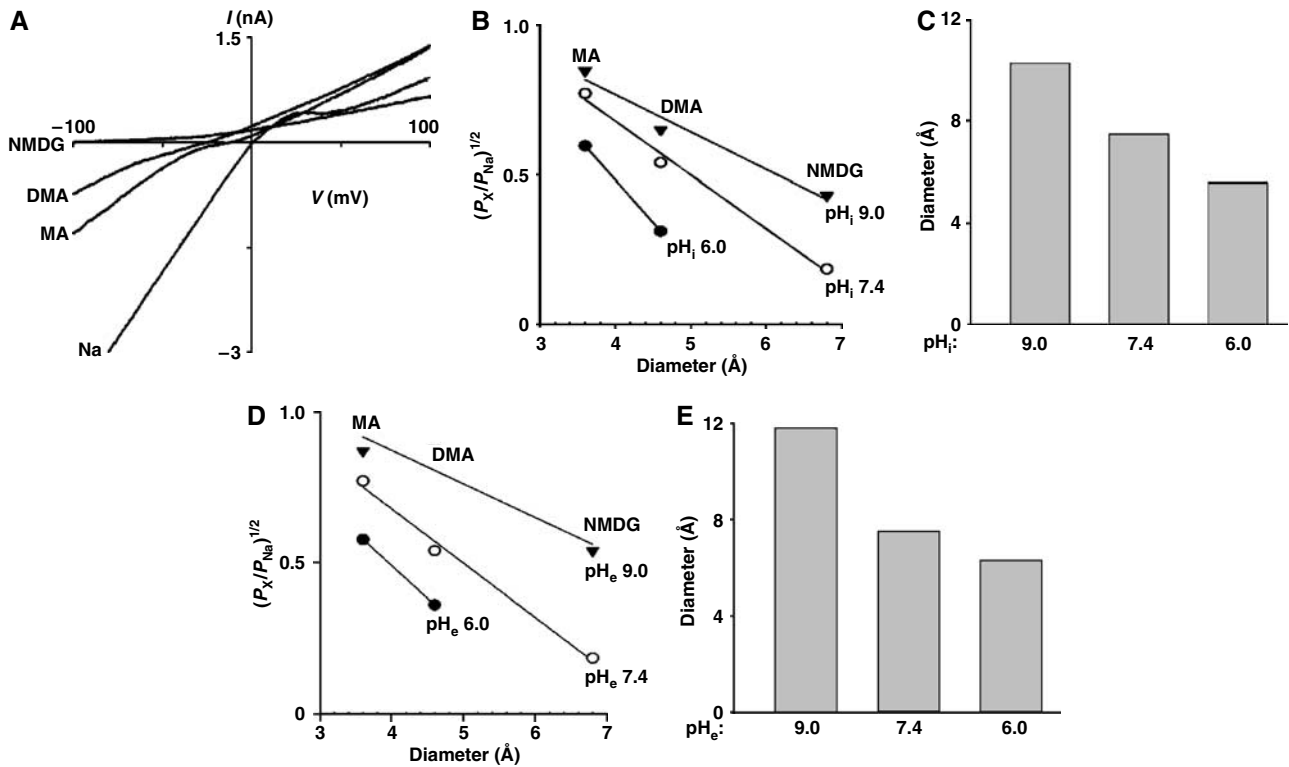 A
I (nA)
1.5
−100
100
NMDG
DMA
V (mV)
MA
Na
−3
B
1.0
MA
DMA
NMDG
(PX/PNa)1/2
0.5
pHi 9.0
pHi 6.0
pHi 7.4
0
3 4 5 6 7
Diameter (Å)
C
12
8
Diameter (Å)
4
0
pHi: 9.0 7.4 6.0
D
1.0
MA
DMA
NMDG
(PX/PNa)1/2
0.5
pHe 9.0
pHe 6.0
pHe 7.4
0
3 4 5 6 7
Diameter (Å)
E
12
8
Diameter (Å)
4
0
pHe: 9.0 7.4 6.0